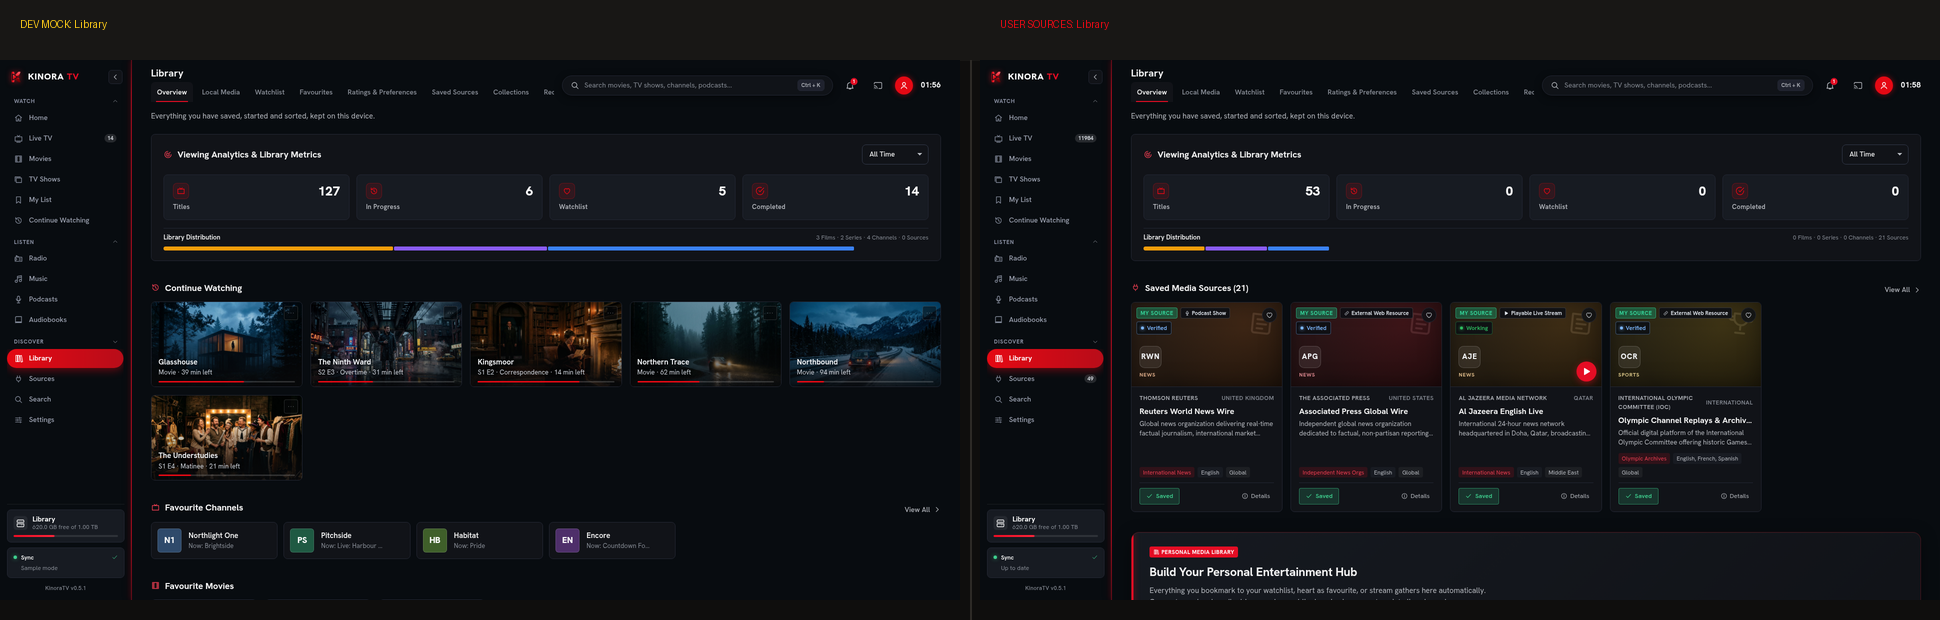 DEV MOCK: Library
KINORA TV
WATCH
Home
Live TV 14
Movies
TV Shows
My List
Continue Watching
LISTEN
Radio
Music
Podcasts
Audiobooks
DISCOVER
Library
Sources
Search
Settings
Library
620.0 GB free of 1.00 TB
Sync
Sample mode
KinoraTV v0.5.1
Library
Overview Local Media Watchlist Favourites Ratings & Preferences Saved Sources Collections Rec
Search movies, TV shows, channels, podcasts... Ctrl + K
1
01:56
Everything you have saved, started and sorted, kept on this device.
Viewing Analytics & Library Metrics
All Time
127
Titles
6
In Progress
5
Watchlist
14
Completed
Library Distribution
3 Films · 2 Series · 4 Channels · 0 Sources
Continue Watching
Glasshouse
Movie · 39 min left
The Ninth Ward
S2 E3 · Overtime · 31 min left
Kingsmoor
S1 E2 · Correspondence · 14 min left
Northern Trace
Movie · 62 min left
Northbound
Movie · 94 min left
The Understudies
S1 E4 · Matinee · 21 min left
Favourite Channels
View All
N1
Northlight One
Now: Brightside
PS
Pitchside
Now: Live: Harbour ...
HB
Habitat
Now: Pride
EN
Encore
Now: Countdown Fo...
Favourite Movies
USER SOURCES: Library
KINORA TV
WATCH
Home
Live TV 11984
Movies
TV Shows
My List
Continue Watching
LISTEN
Radio
Music
Podcasts
Audiobooks
DISCOVER
Library
Sources 49
Search
Settings
Library
620.0 GB free of 1.00 TB
Sync
Up to date
KinoraTV v0.5.1
Library
Overview Local Media Watchlist Favourites Ratings & Preferences Saved Sources Collections Rec
Search movies, TV shows, channels, podcasts... Ctrl + K
1
01:58
Everything you have saved, started and sorted, kept on this device.
Viewing Analytics & Library Metrics
All Time
53
Titles
0
In Progress
0
Watchlist
0
Completed
Library Distribution
0 Films · 0 Series · 0 Channels · 21 Sources
Saved Media Sources (21)
View All
MY SOURCE Podcast Show
Verified
RWN
NEWS
THOMSON REUTERS UNITED KINGDOM
Reuters World News Wire
Global news organization delivering real-time
factual journalism, international market...
International News English Global
Saved Details
MY SOURCE External Web Resource
Verified
APG
NEWS
THE ASSOCIATED PRESS UNITED STATES
Associated Press Global Wire
Independent global news organization
dedicated to factual, non-partisan reporting...
Independent News Orgs English Global
Saved Details
MY SOURCE Playable Live Stream
Working
AJE
NEWS
AL JAZEERA MEDIA NETWORK QATAR
Al Jazeera English Live
International 24-hour news network
headquartered in Doha, Qatar, broadcastin...
International News English Middle East
Saved Details
MY SOURCE External Web Resource
Verified
OCR
SPORTS
INTERNATIONAL OLYMPIC
COMMITTEE (IOC) INTERNATIONAL
Olympic Channel Replays & Archiv...
Official digital platform of the International
Olympic Committee offering historic Games...
Olympic Archives English, French, Spanish
Global
Saved Details
PERSONAL MEDIA LIBRARY
Build Your Personal Entertainment Hub
Everything you bookmark to your watchlist, heart as favourite, or stream gathers here automatically.